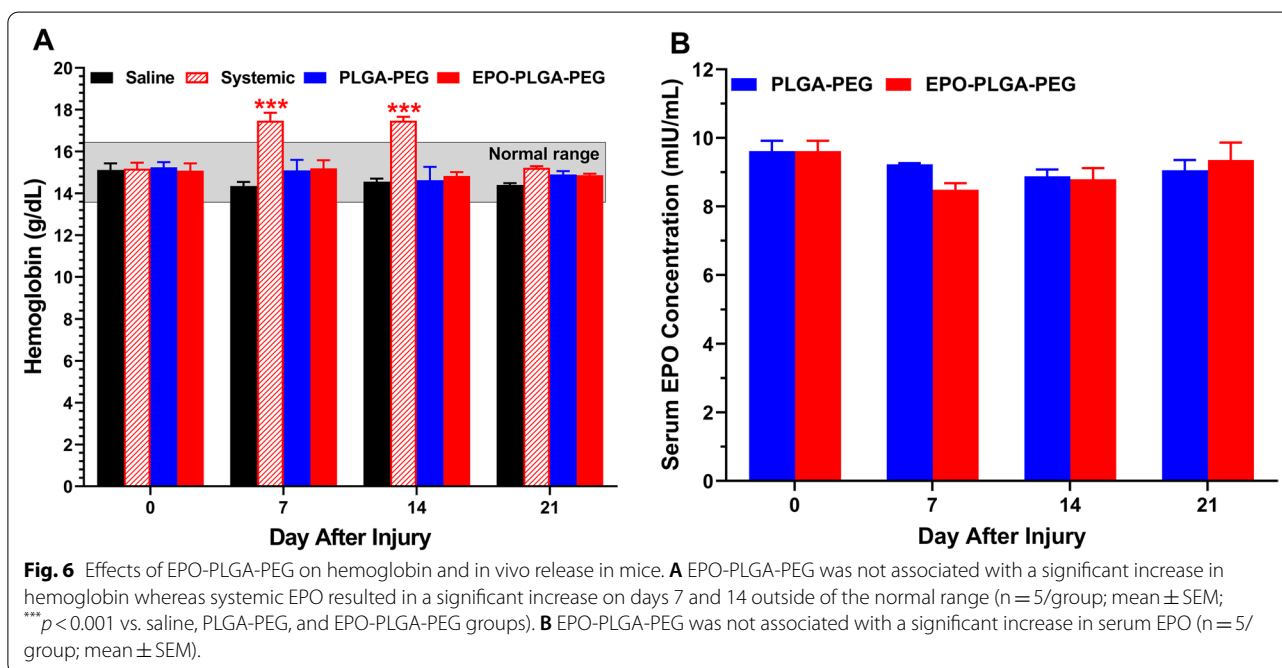 A
Saline Systemic PLGA-PEG EPO-PLGA-PEG
20
18
16
14
12
10
8
6
4
2
0
Hemoglobin (g/dL)
*** ***
Normal range
0 7 14 21
Day After Injury
B
PLGA-PEG EPO-PLGA-PEG
12
10
8
6
4
2
0
Serum EPO Concentration (mIU/mL)
0 7 14 21
Day After Injury
Fig. 6 Effects of EPO-PLGA-PEG on hemoglobin and in vivo release in mice. A EPO-PLGA-PEG was not associated with a significant increase in
hemoglobin whereas systemic EPO resulted in a significant increase on days 7 and 14 outside of the normal range (n = 5/group; mean ± SEM;
***p < 0.001 vs. saline, PLGA-PEG, and EPO-PLGA-PEG groups). B EPO-PLGA-PEG was not associated with a significant increase in serum EPO (n = 5/
group; mean ± SEM).